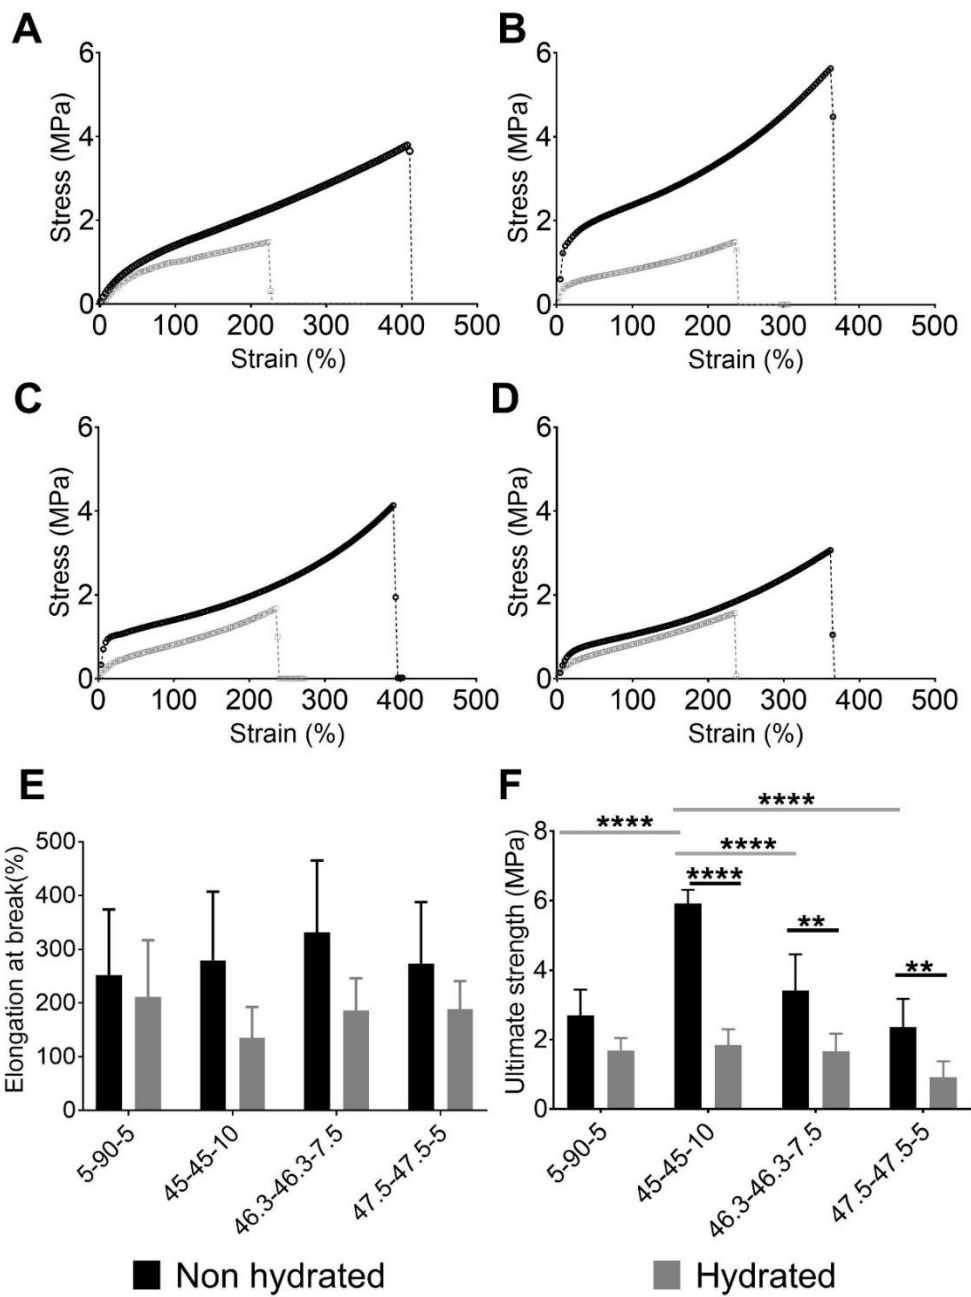 A
B
6
4
2
0
Stress (MPa)
0 100 200 300 400 500
Strain (%)
6
4
2
0
Stress (MPa)
0 100 200 300 400 500
Strain (%)
C
D
6
4
2
0
Stress (MPa)
0 100 200 300 400 500
Strain (%)
6
4
2
0
Stress (MPa)
0 100 200 300 400 500
Strain (%)
E
500
400
300
200
100
0
Elongation at break(%)
5-90-5
45-45-10
46.3-46.3-7.5
47.5-47.5-5
F
****
****
****
****
**
**
8
6
4
2
0
Ultimate strength (MPa)
5-90-5
45-45-10
46.3-46.3-7.5
47.5-47.5-5
Non hydrated
Hydrated